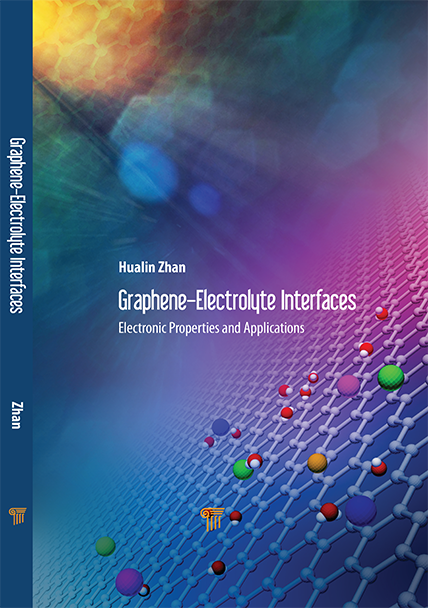 Graphene–Electrolyte Interfaces
Zhan
Hualin Zhan
Graphene–Electrolyte Interfaces
Electronic Properties and Applications